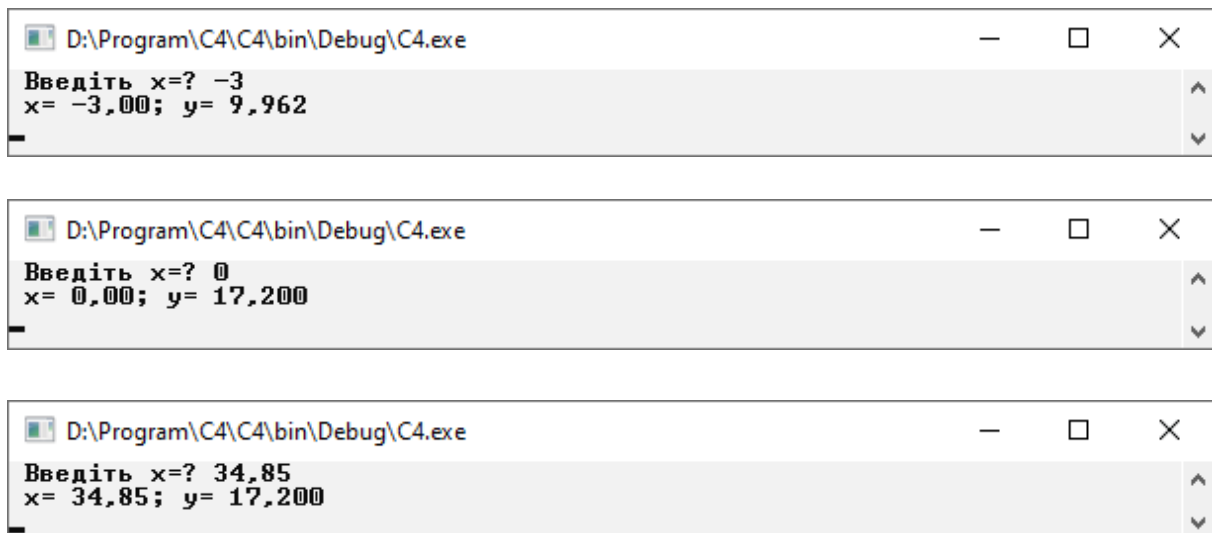 D:\Program\C4\C4\bin\Debug\C4.exe
Введіть x=? -3
x= -3,00; y= 9,962
D:\Program\C4\C4\bin\Debug\C4.exe
Введіть x=? 0
x= 0,00; y= 17,200
D:\Program\C4\C4\bin\Debug\C4.exe
Введіть x=? 34,85
x= 34,85; y= 17,200